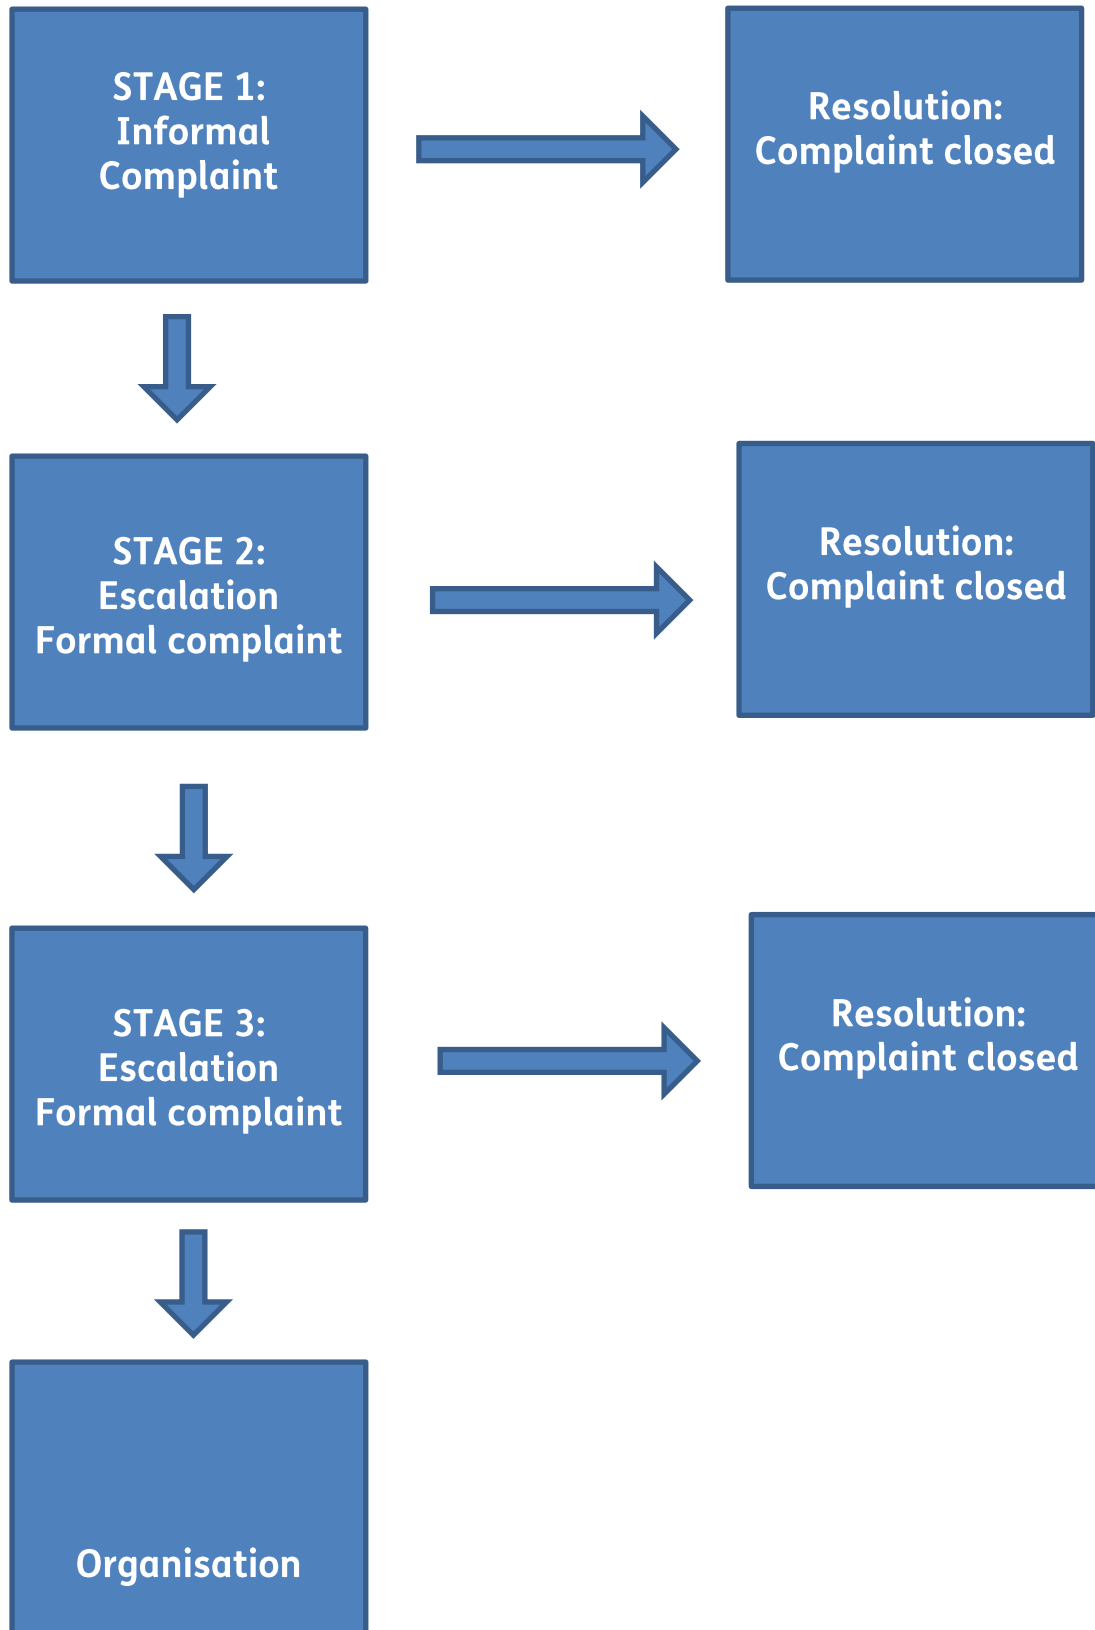 STAGE 1:
Informal
Complaint
Resolution:
Complaint closed
STAGE 2:
Escalation
Formal complaint
Resolution:
Complaint closed
STAGE 3:
Escalation
Formal complaint
Resolution:
Complaint closed
Organisation